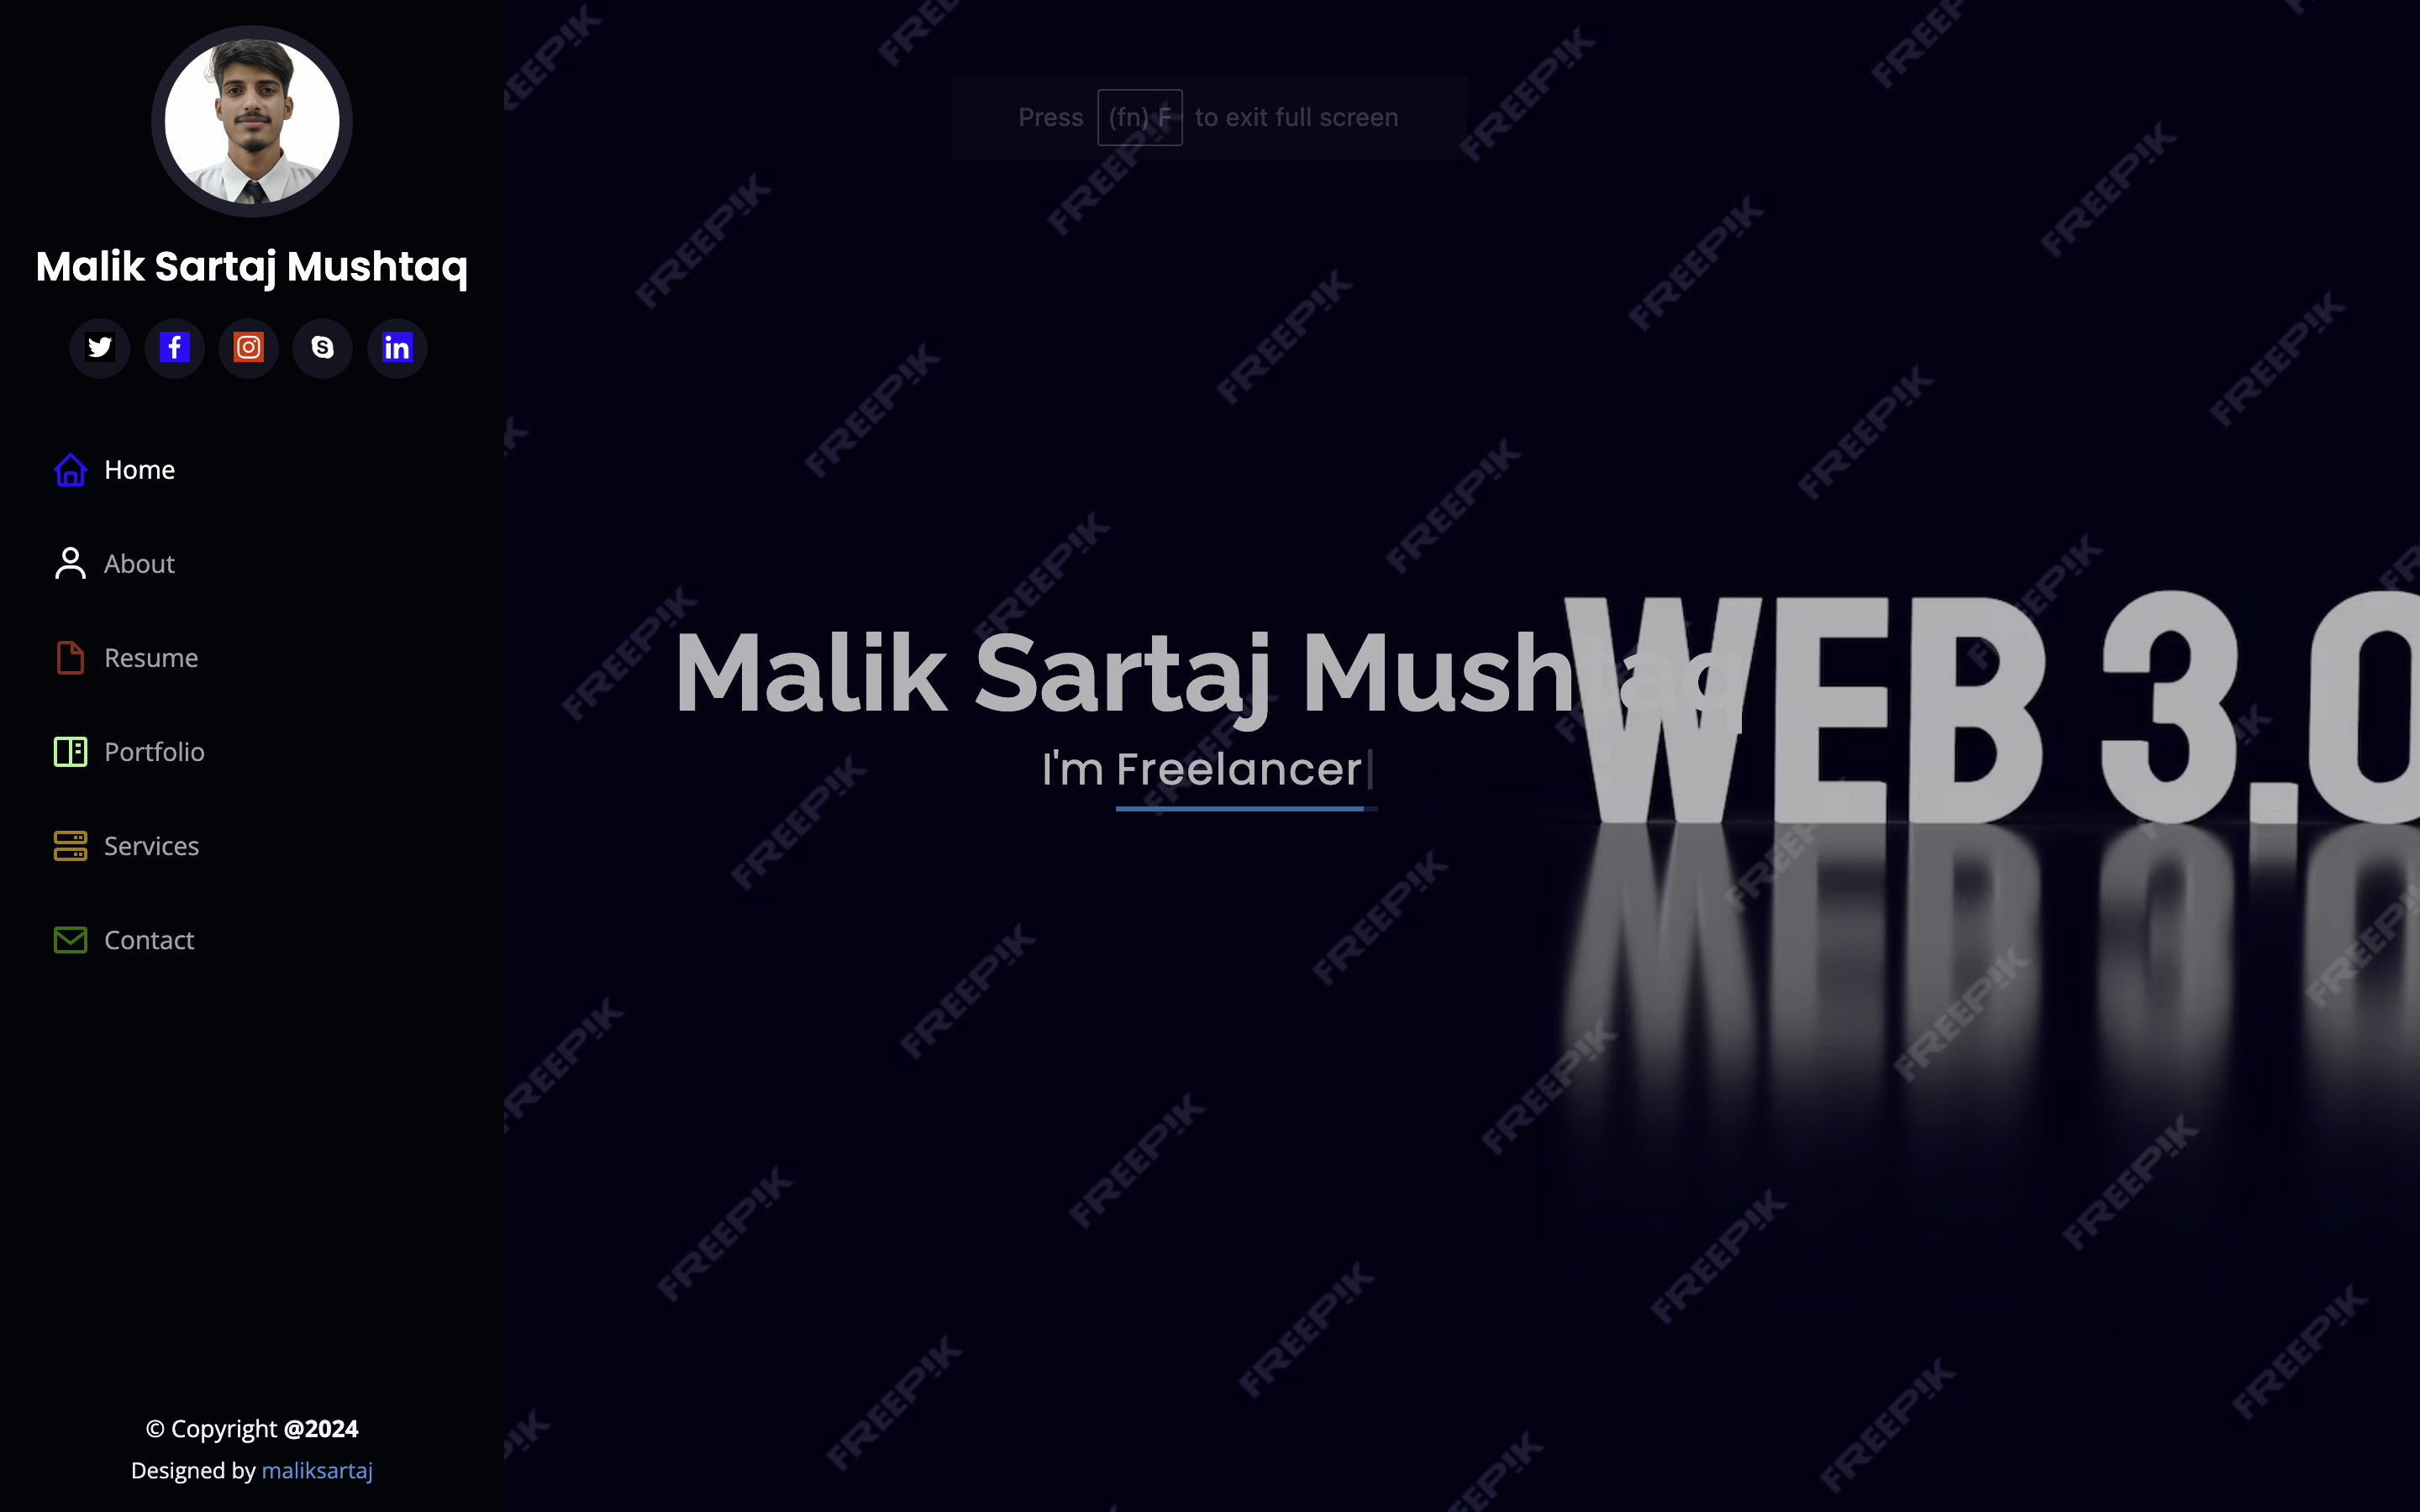 Malik Sartaj Mushtaq
Home
About
Resume
Portfolio
Services
Contact
© Copyright @2024
Designed by maliksartaj
Press (fn) F to exit full screen
Malik Sartaj Mushtaq
I'm Freelancer
WEB 3.0
FREEPIK